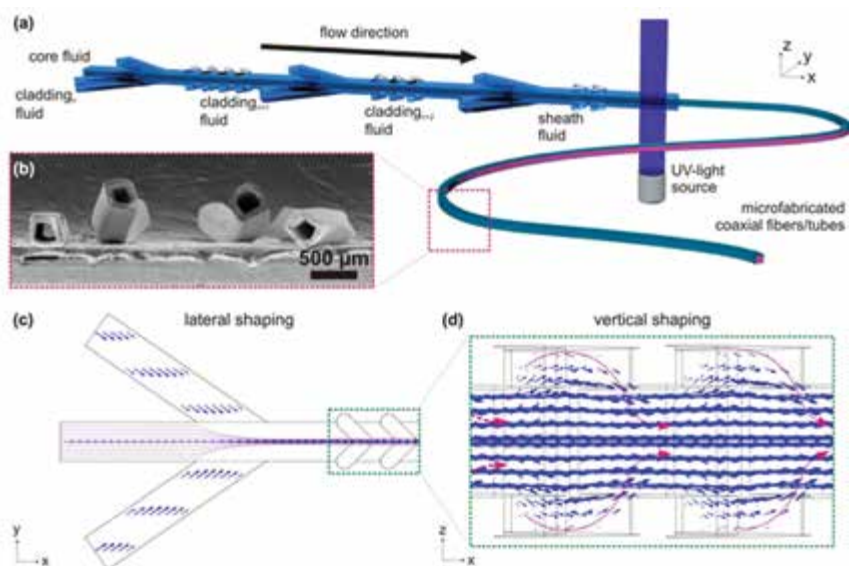 (a)
flow direction
core fluid
cladding,
fluid
cladding,,,
fluid
cladding,,,
fluid
sheath
fluid
z
y
x
UV-light
source
microfabricated
coaxial fibers/tubes
(b)
500 µm
(c)
lateral shaping
y
x
(d)
vertical shaping
z
x